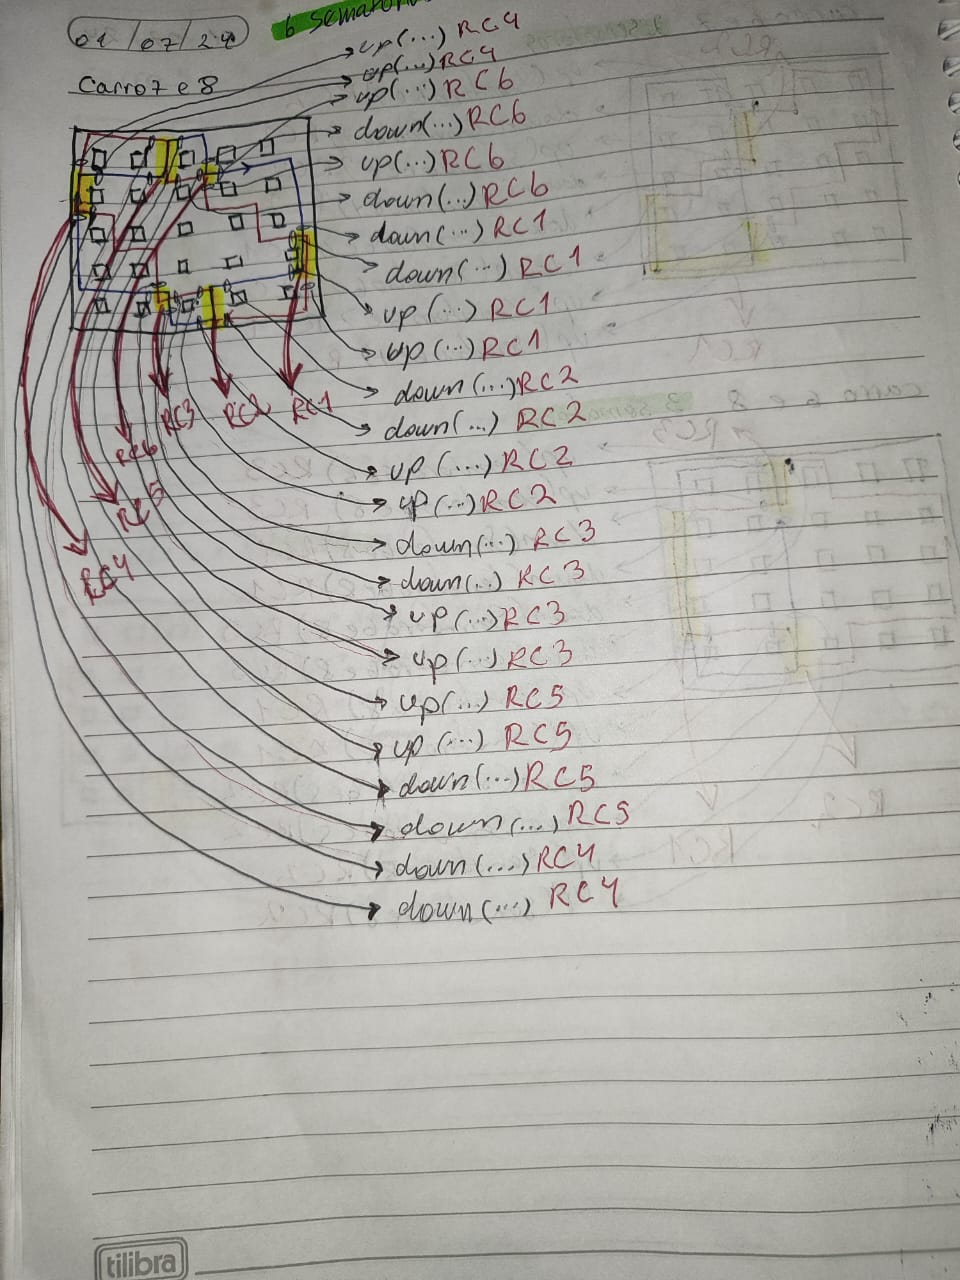 01/07/24
6 semaforos
Carro 7 e 8
up(...) RC4
up(...) RC4
up(...) RC6
down(...) RC6
up(...) RC6
down(...) RC6
down(...) RC1
down(...) RC1
up (...) RC1
up (...) RC1
down(...) RC2
down(...) RC2
up (...) RC2
up(...) RC2
down(...) RC3
down(..) RC3
up(...) RC3
up(...) RC3
up(...) RC5
up (...) RC5
down(...) RC5
down(...) RC5
down(...) RC4
down(...) RC4
RC3 RC2 RC1
RC6
RC5
RC4
tilibra